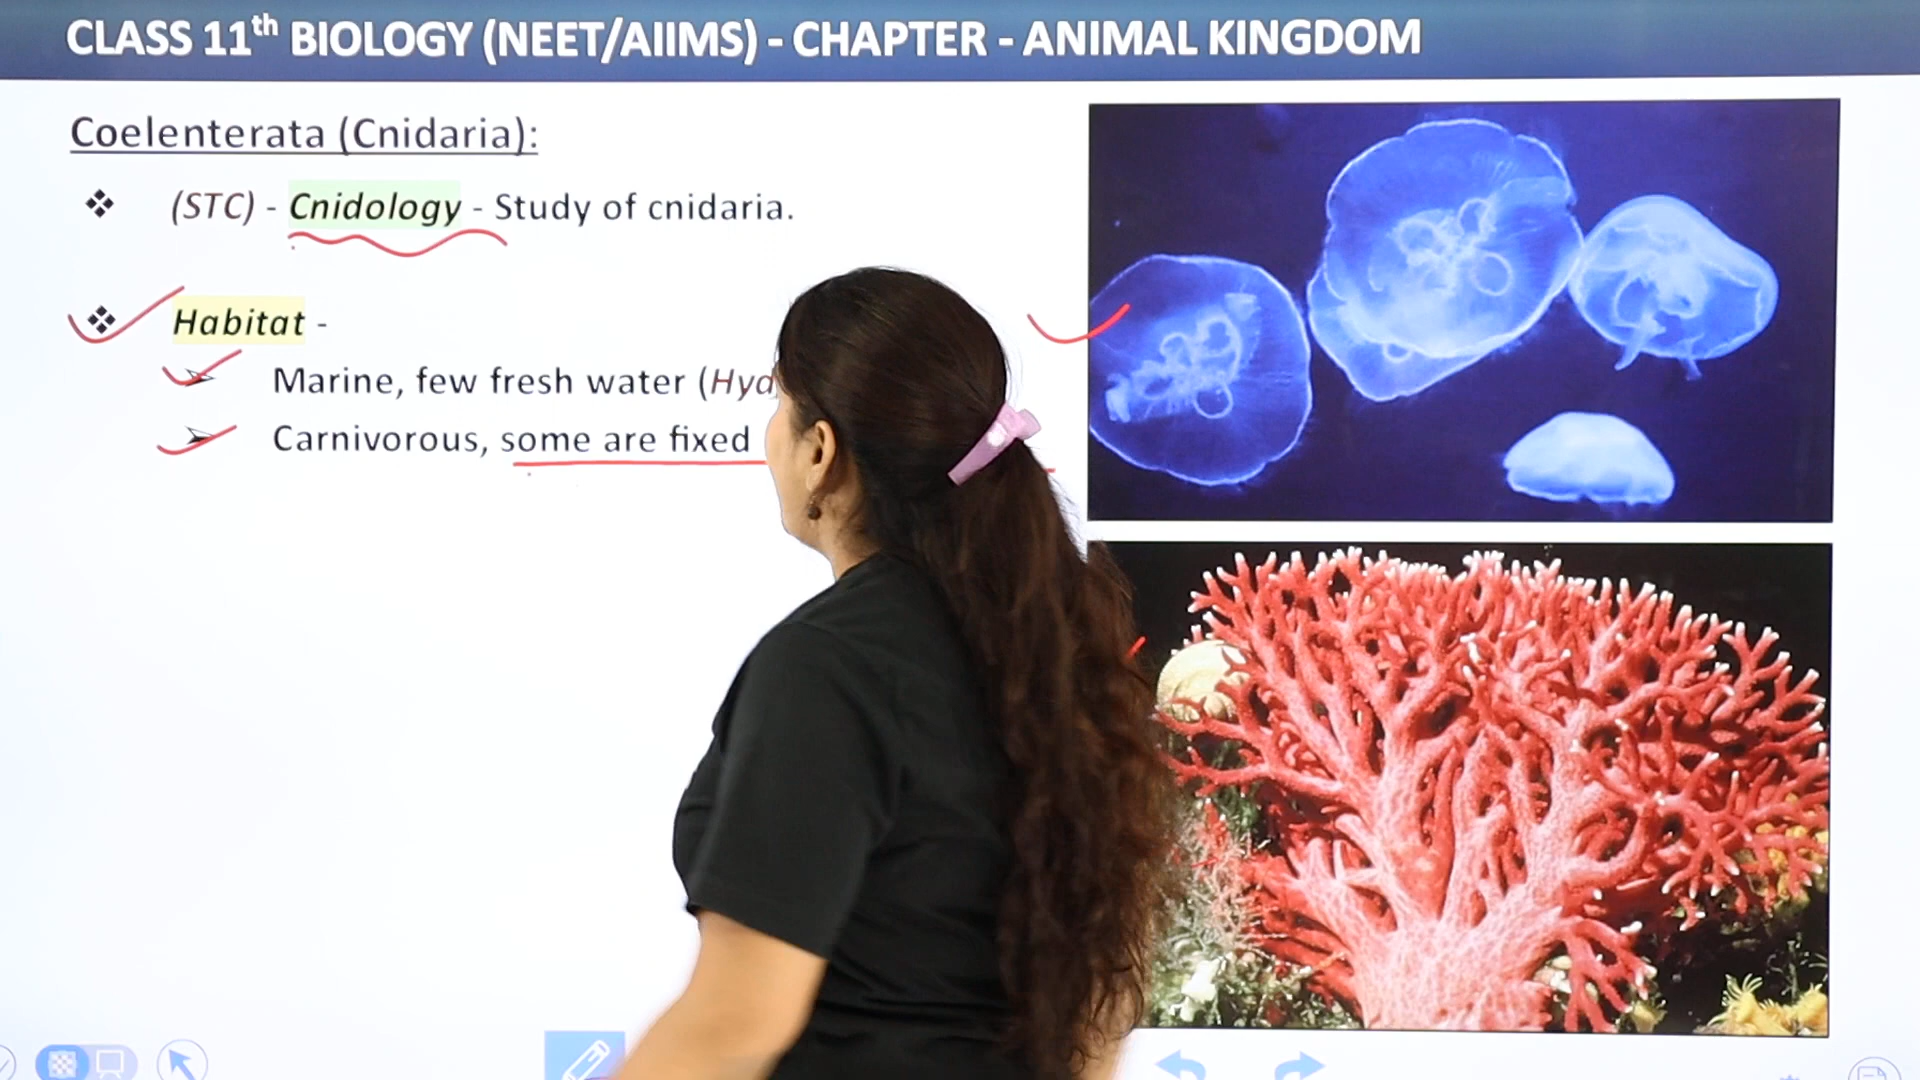 CLASS 11th BIOLOGY (NEET/AIIMS) - CHAPTER - ANIMAL KINGDOM
Coelenterata (Cnidaria):
(STC) - Cnidology - Study of cnidaria.
Habitat -
Marine, few fresh water (
Carnivorous, some are fixed